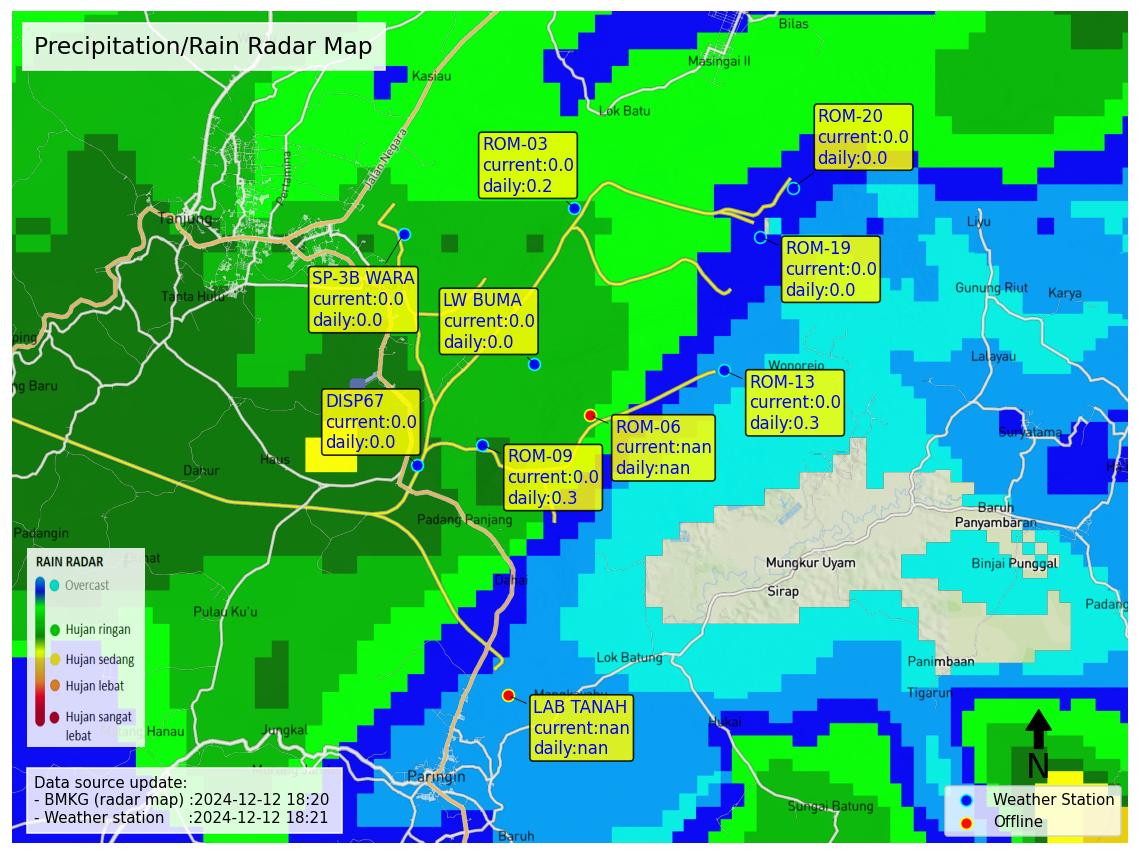 Bilas
Precipitation/Rain Radar Map
Masingai II
Kasiau
Lok Batu
ROM-20
current:0.0
daily:0.0
ROM-03
current:0.0
daily:0.2
Jalan Negara
Pertamina
Tanjung
Liyu
ROM-19
current:0.0
daily:0.0
SP-3B WARA
current:0.0
daily:0.0
LW BUMA
current:0.0
daily:0.0
Tanta Hulu
Gunung Riut
Karya
ping
Lalayau
Wonorejo
ng Baru
ROM-13
current:0.0
daily:0.3
DISP67
current:0.0
daily:0.0
ROM-06
current:nan
daily:nan
Suryatama
Haus
Dahur
ROM-09
current:0.0
daily:0.3
Baruh
Panyambaran
Padang Panjang
Padangin
Mungkur Uyam
Binjai Punggal
RAIN RADAR
Overcast
Hujan ringan
Hujan sedang
Hujan lebat
Hujan sangat
lebat
Dahai
Sirap
Padang
Pulau Ku'u
Lok Batung
Panimbaan
Tigarun
LAB TANAH
current:nan
daily:nan
Hukai
Jungkal
Hanau
N
Paringin
Data source update:
- BMKG (radar map) :2024-12-12 18:20
- Weather station :2024-12-12 18:21
Weather Station
Offline
Sungai Batung
Baruh